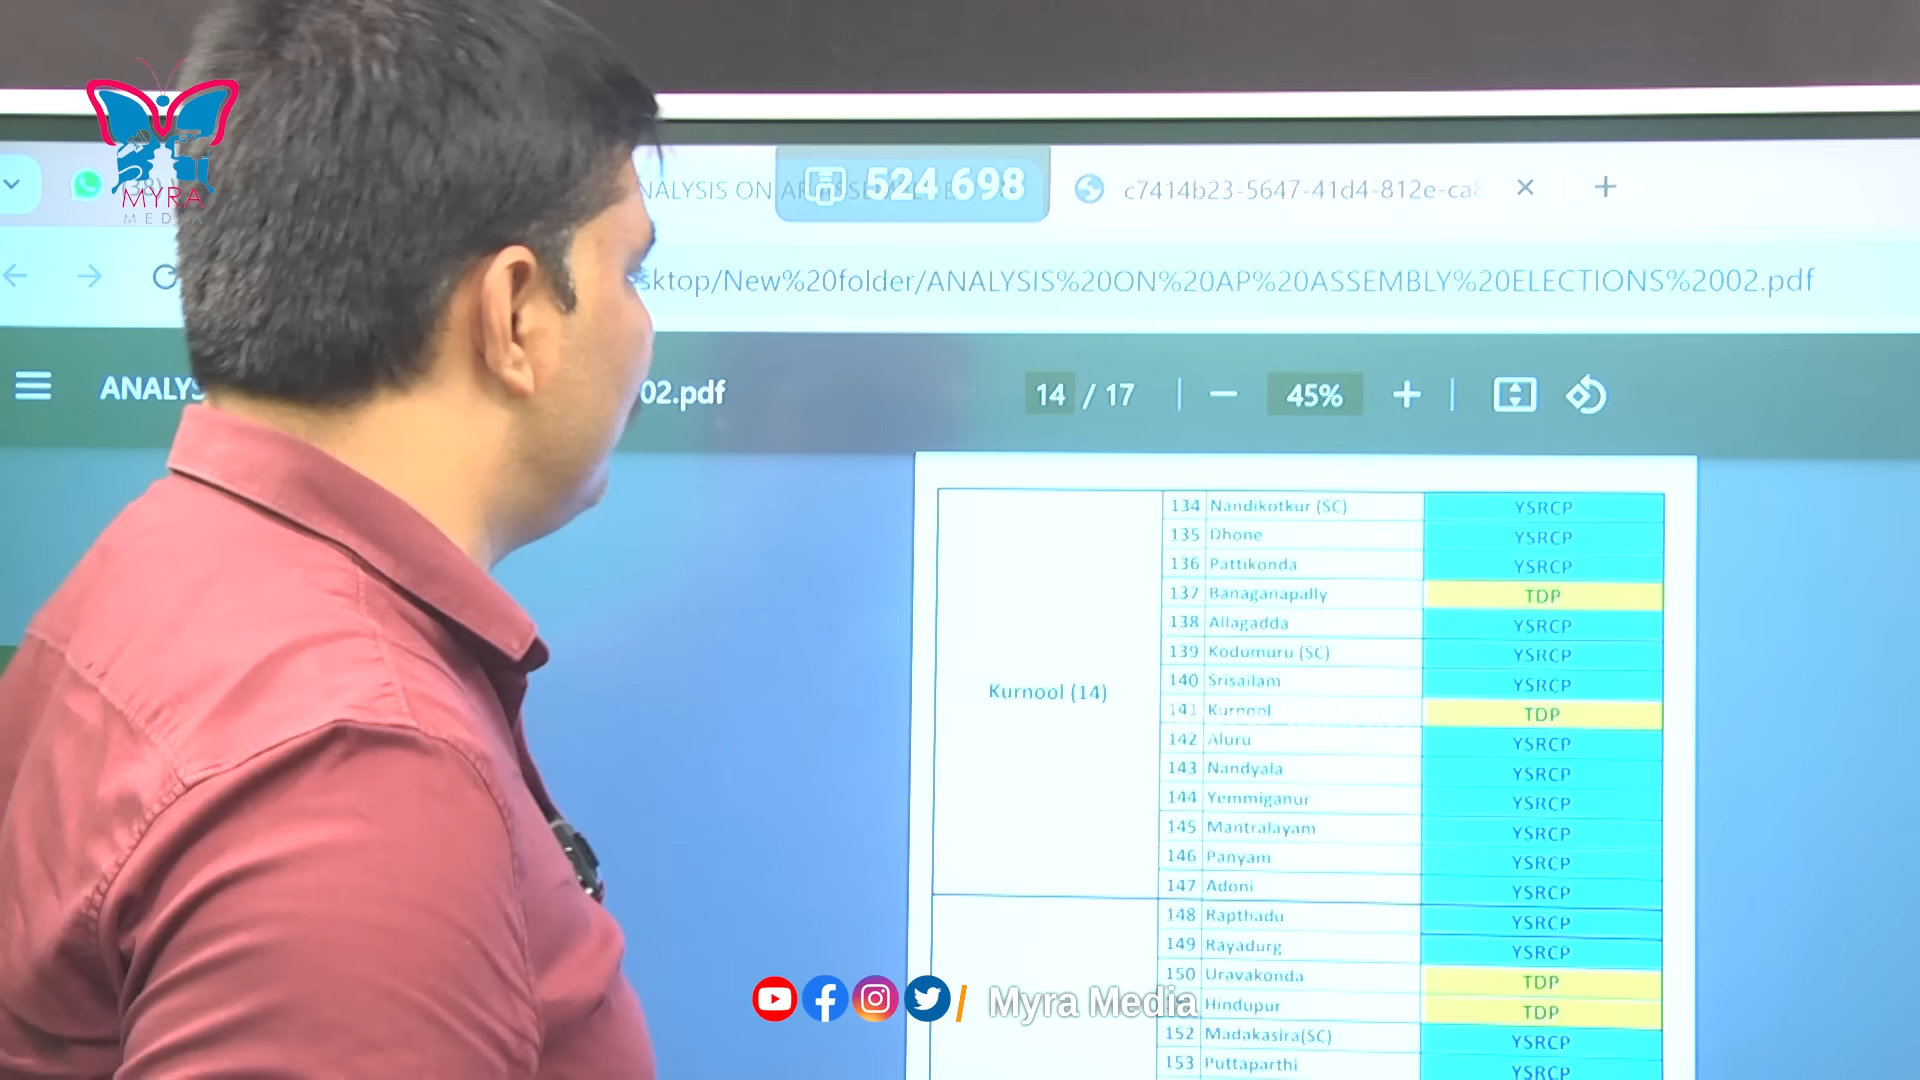 MYRA
MEDIA
NALYSIS ON AP ASSEMBLY E
524 698
c7414b23-5647-41d4-812e-ca8
sktop/New%20folder/ANALYSIS%20ON%20AP%20ASSEMBLY%20ELECTIONS%2002.pdf
ANALYS 02.pdf
14 / 17
45%
134 Nandikotkur (SC) YSRCP
135 Dhone YSRCP
136 Pattikonda YSRCP
137 Banaganapally TDP
138 Allagadda YSRCP
139 Kodumuru (SC) YSRCP
140 Srisailam YSRCP
Kurnool (14)
141 Kurnool TDP
142 Aluru YSRCP
143 Nandyala YSRCP
144 Yemmiganur YSRCP
145 Mantralayam YSRCP
146 Panyam YSRCP
147 Adoni YSRCP
148 Rapthadu YSRCP
149 Rayadurg YSRCP
150 Uravakonda TDP
Hindupur TDP
152 Madakasira(SC) YSRCP
153 Puttaparthi YSRCP
/ Myra Media